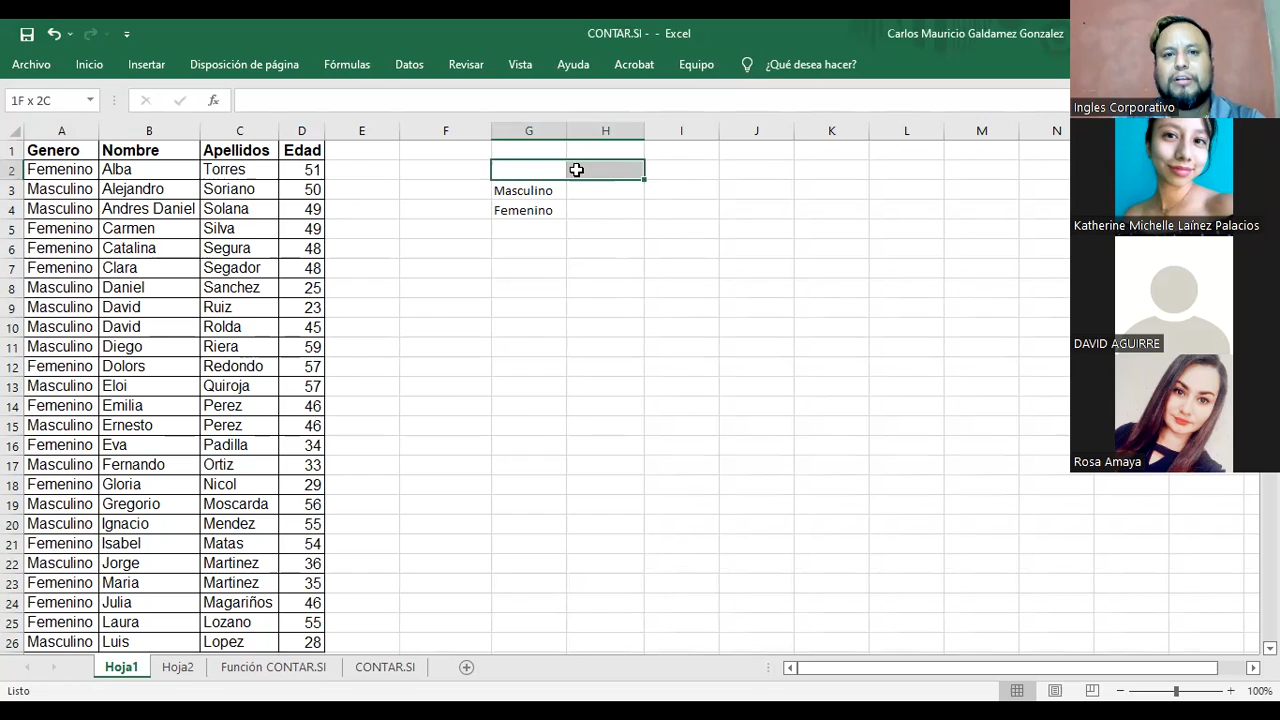 CONTAR.SI - - Excel
Carlos Mauricio Galdamez Gonzalez
Archivo Inicio Insertar Disposición de página Fórmulas Datos Revisar Vista Ayuda Acrobat Equipo ¿Qué desea hacer?
1F x 2C fx
A B C D E F G H I J K L M N
1 Genero Nombre Apellidos Edad
2 Femenino Alba Torres 51
3 Masculino Alejandro Soriano 50 Masculino
4 Masculino Andres Daniel Solana 49 Femenino
5 Femenino Carmen Silva 49
6 Femenino Catalina Segura 48
7 Femenino Clara Segador 48
8 Masculino Daniel Sanchez 25
9 Masculino David Ruiz 23
10 Masculino David Rolda 45
11 Masculino Diego Riera 59
12 Femenino Dolors Redondo 57
13 Masculino Eloi Quiroja 57
14 Femenino Emilia Perez 46
15 Masculino Ernesto Perez 46
16 Femenino Eva Padilla 34
17 Masculino Fernando Ortiz 33
18 Femenino Gloria Nicol 29
19 Masculino Gregorio Moscarda 56
20 Masculino Ignacio Mendez 55
21 Femenino Isabel Matas 54
22 Masculino Jorge Martinez 36
23 Femenino Maria Martinez 35
24 Femenino Julia Magariños 46
25 Femenino Laura Lozano 55
26 Masculino Luis Lopez 28
Hoja1 Hoja2 Función CONTAR.SI CONTAR.SI
Listo 100%
Ingles Corporativo
Katherine Michelle Laínez Palacios
DAVID AGUIRRE
Rosa Amaya